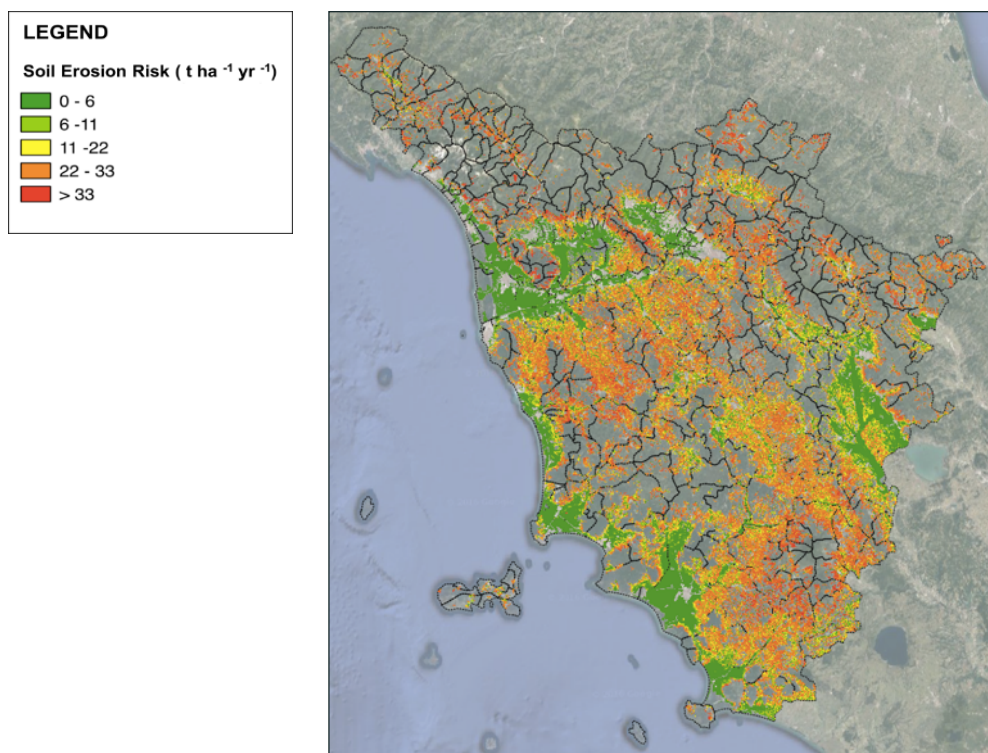 LEGEND
Soil Erosion Risk ( t ha ⁻¹ yr ⁻¹)
0 - 6
6 -11
11 -22
22 - 33
> 33